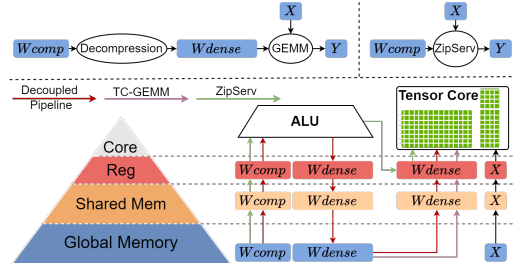 X
X
Wcomp
Decompression
Wdense
GEMM
Y
Wcomp
ZipServ
Y
Decoupled
Pipeline
TC-GEMM
ZipServ
Tensor Core
ALU
Core
Reg
Wcomp
Wdense
Wdense
X
Shared Mem
Wcomp
Wdense
Wdense
X
Global Memory
Wcomp
Wdense
Wdense
X